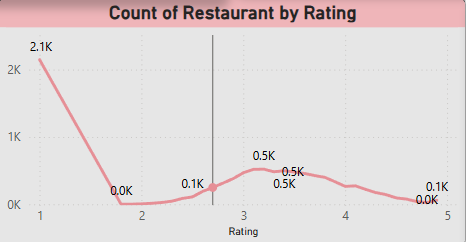 Count of Restaurant by Rating
2.1K
2K
1K
0K
0.0K
0.1K
0.5K
0.5K
0.5K
0.1K
0.0K
1 2 3 4 5
Rating